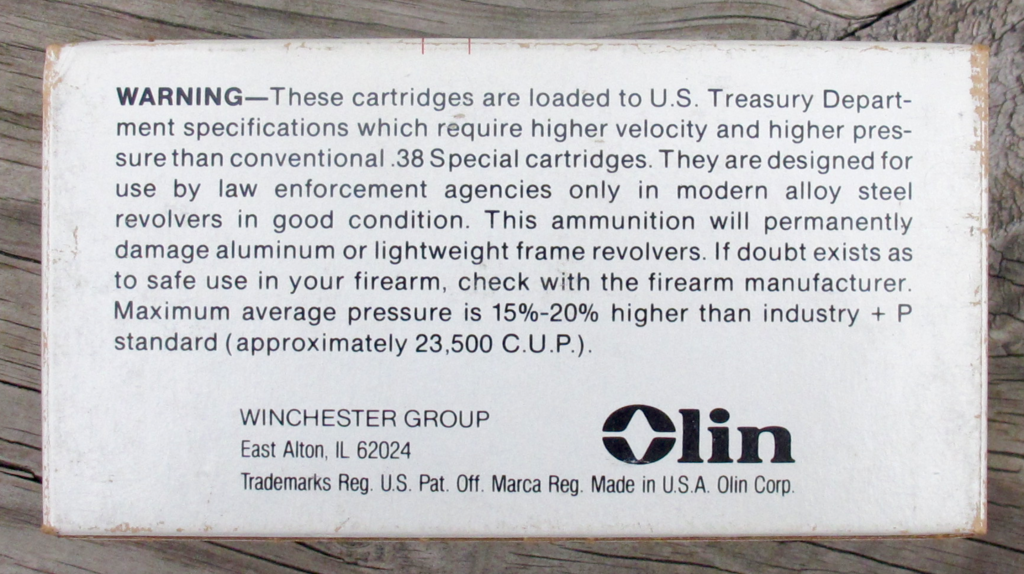 WARNING—These cartridges are loaded to U.S. Treasury Depart-
ment specifications which require higher velocity and higher pres-
sure than conventional .38 Special cartridges. They are designed for
use by law enforcement agencies only in modern alloy steel
revolvers in good condition. This ammunition will permanently
damage aluminum or lightweight frame revolvers. If doubt exists as
to safe use in your firearm, check with the firearm manufacturer.
Maximum average pressure is 15%-20% higher than industry + P
standard (approximately 23,500 C.U.P.).
WINCHESTER GROUP
East Alton, IL 62024
Olin
Trademarks Reg. U.S. Pat. Off. Marca Reg. Made in U.S.A. Olin Corp.